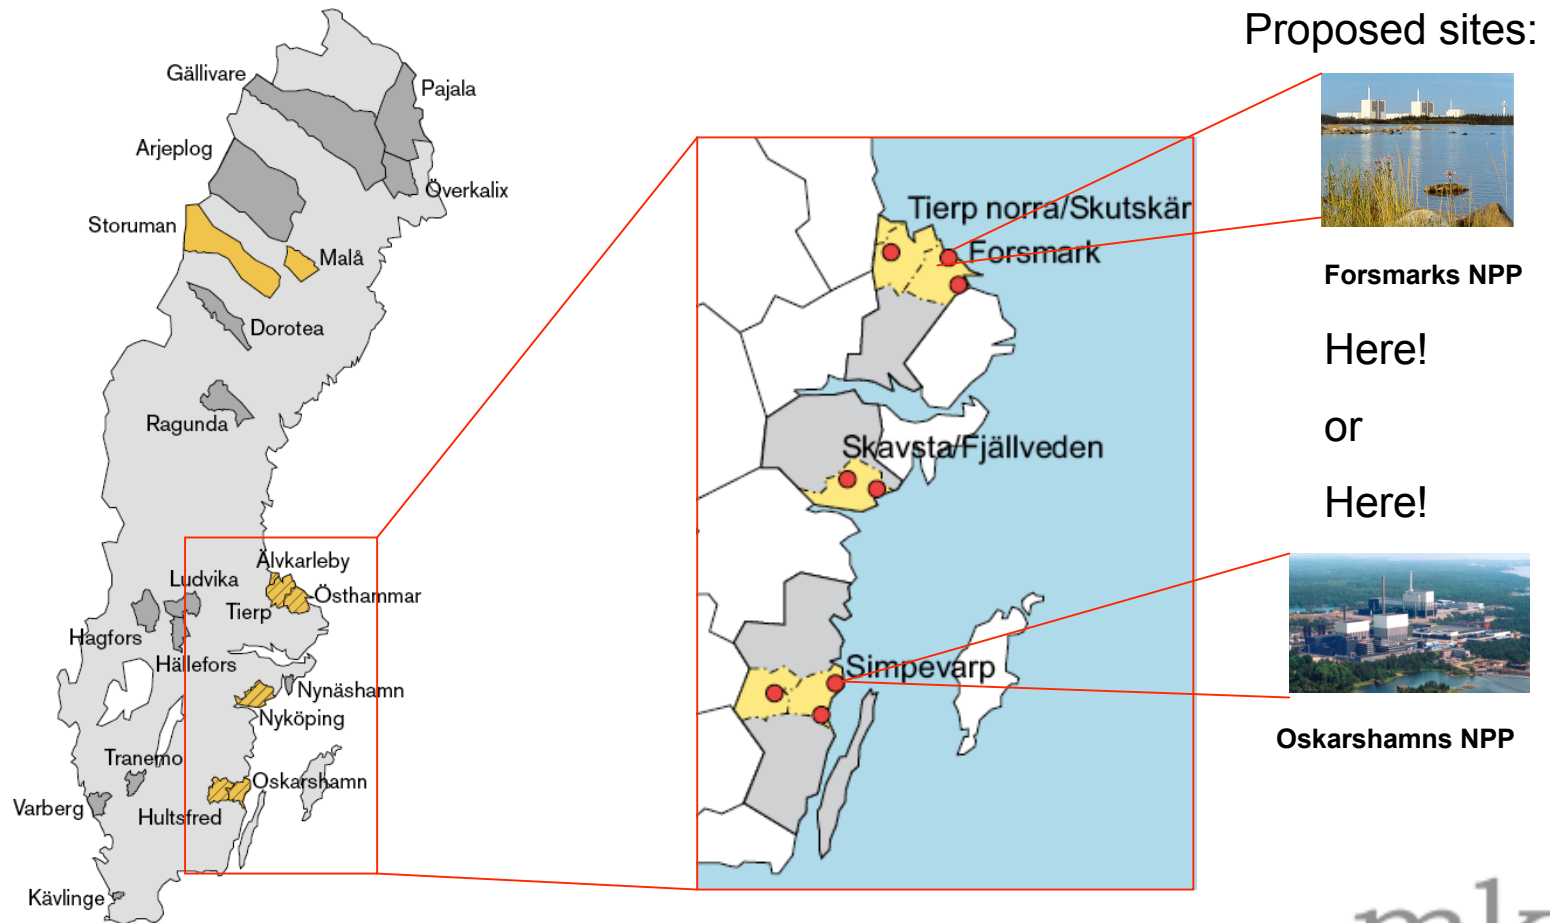 Proposed sites:
Gällivare
Pajala
Arjeplog
Överkalix
Storuman
Malå
Dorotea
Ragunda
Älvkarleby
Ludvika
Östhammar
Tierp
Hagfors
Hällefors
Nynäshamn
Nyköping
Tranemo
Oskarshamn
Varberg
Hultsfred
Kävlinge
Tierp norra/Skutskär
Forsmark
Skavsta/Fjällveden
Simpevarp
Forsmarks NPP
Here!
or
Here!
Oskarshamns NPP
mk